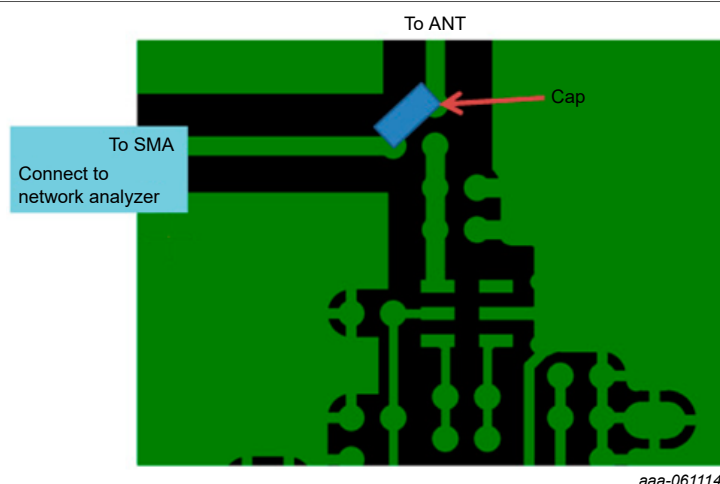 To ANT
Cap
To SMA
Connect to
network analyzer
aaa-061114